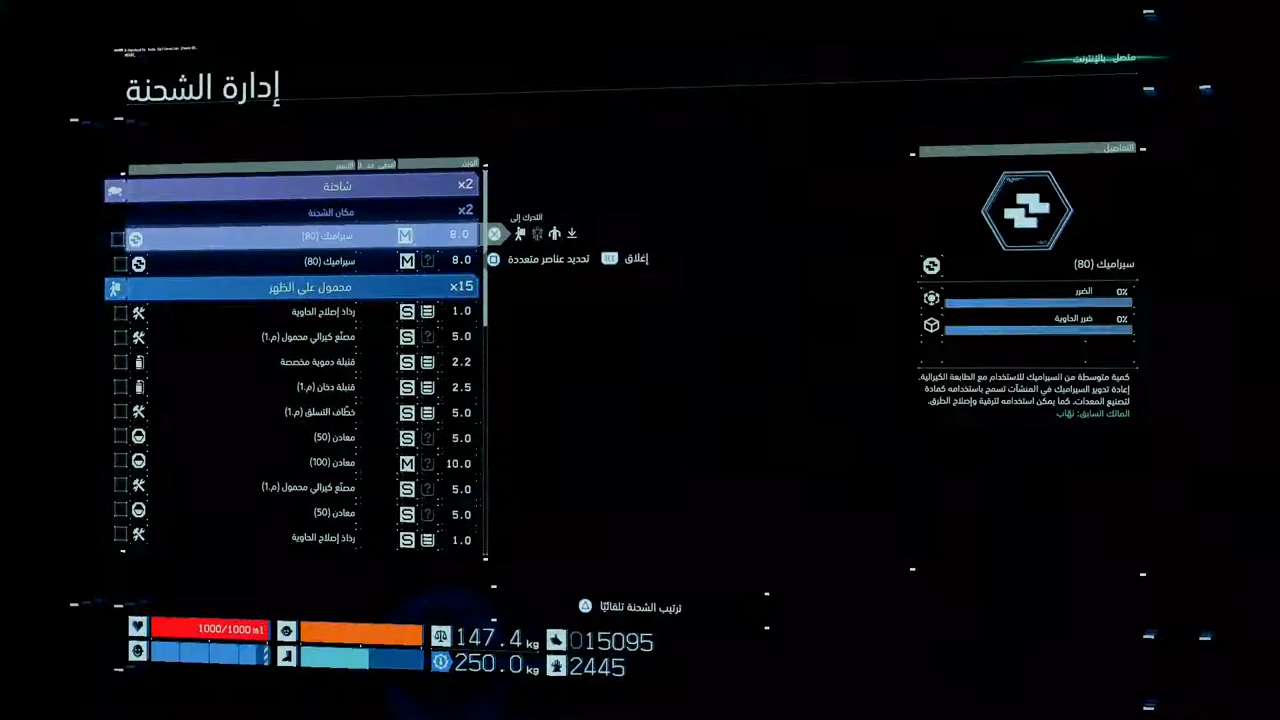 متصل بالإنترنت
إدارة الشحنة
الاسم
الوزن
شاحنة x2
مكان الشحنة x2
سيراميك (80) M 8.0
سيراميك (80) M ? 8.0
محمول على الظهر x15
رذاذ إصلاح الحاوية S 1.0
مصنّع كيرالي محمول (م.1) S ? 5.0
قنبلة دموية مخصصة S 2.2
قنبلة دخان (م.1) S 2.5
خطّاف التسلق (م.1) S 5.0
معادن (50) S ? 5.0
معادن (100) M ? 10.0
مصنّع كيرالي محمول (م.1) S ? 5.0
معادن (50) S ? 5.0
رذاذ إصلاح الحاوية S 1.0
التحرك إلى
تحديد عناصر متعددة
R1 إغلاق
التفاصيل
سيراميك (80)
الضرر 0%
ضرر الحاوية 0%
كمية متوسطة من السيراميك للاستخدام مع الطابعة الكيرالية.
إعادة تدوير السيراميك في المنشآت تسمح باستخدامه كمادة
لتصنيع المعدات. كما يمكن استخدامه لترقية وإصلاح الطرق.
المالك السابق: نهّاب
ترتيب الشحنة تلقائيًا
1000/1000 ml
147.4 kg
015095
250.0 kg
2445